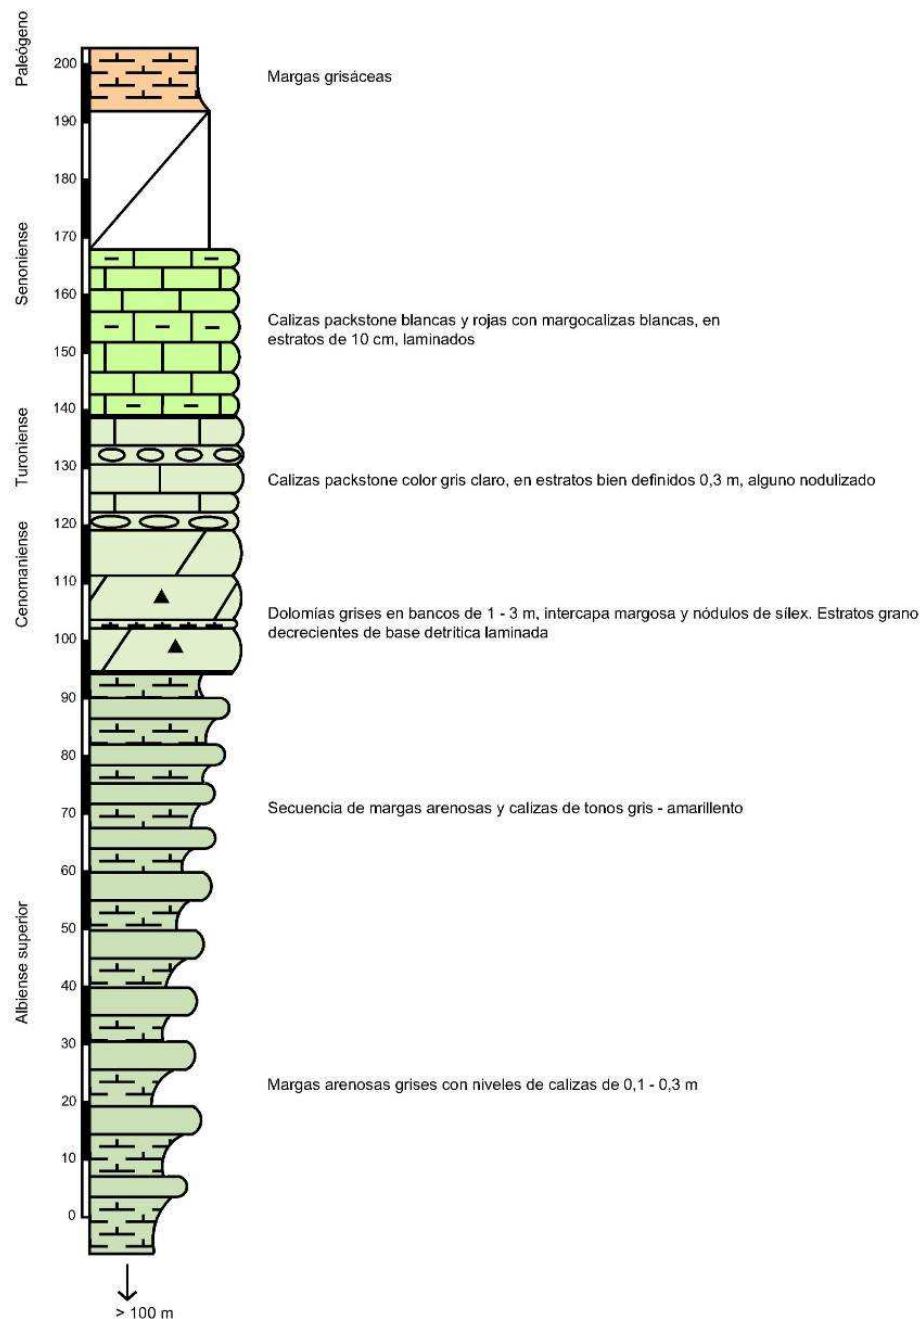 Paleógeno
200
Margas grisáceas
190
180
170
Senoniense
160
Calizas packstone blancas y rojas con margocalizas blancas, en
estratos de 10 cm, laminados
150
140
Turoniense
130
Calizas packstone color gris claro, en estratos bien definidos 0,3 m, alguno nodulizado
120
Cenomaniense
110
Dolomías grises en bancos de 1 - 3 m, intercapa margosa y nódulos de sílex. Estratos grano
decrecientes de base detrítica laminada
100
90
80
Secuencia de margas arenosas y calizas de tonos gris - amarillento
70
60
50
Albiense superior
40
30
Margas arenosas grises con niveles de calizas de 0,1 - 0,3 m
20
10
0
> 100 m